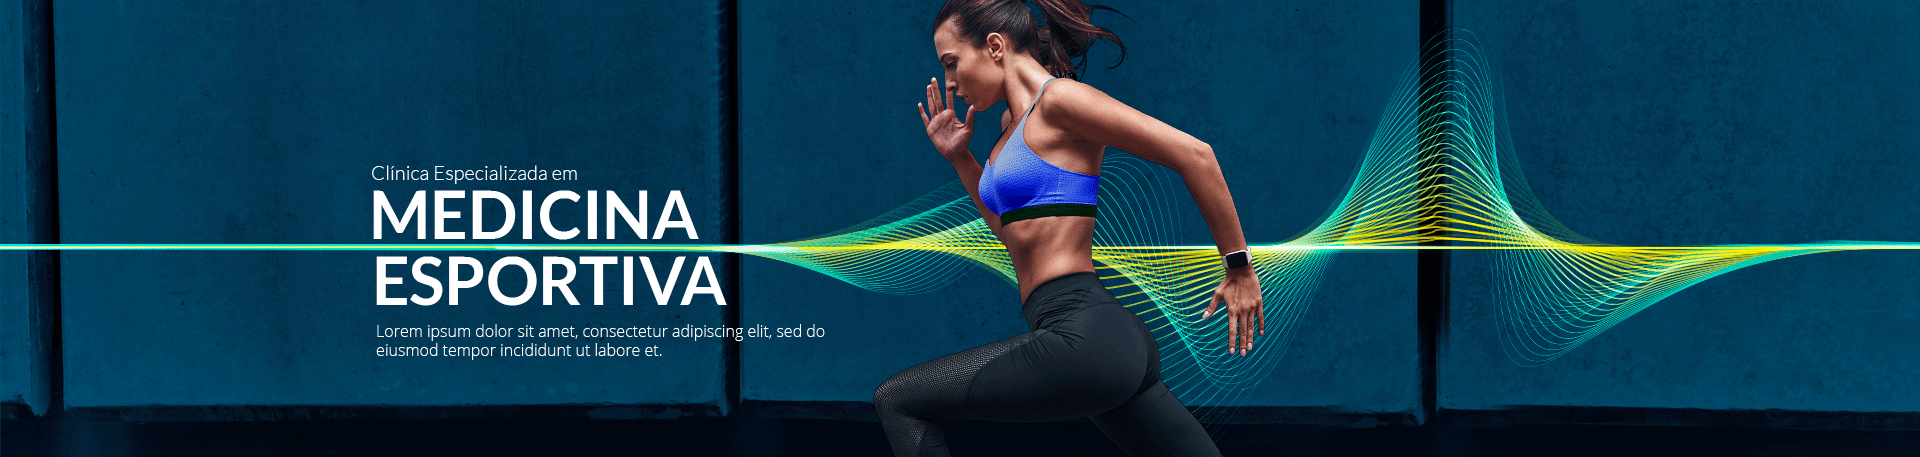 Clínica Especializada em
MEDICINA
ESPORTIVA
Lorem ipsum dolor sit amet, consectetur adipiscing elit, sed do
eiusmod tempor incididunt ut labore et.